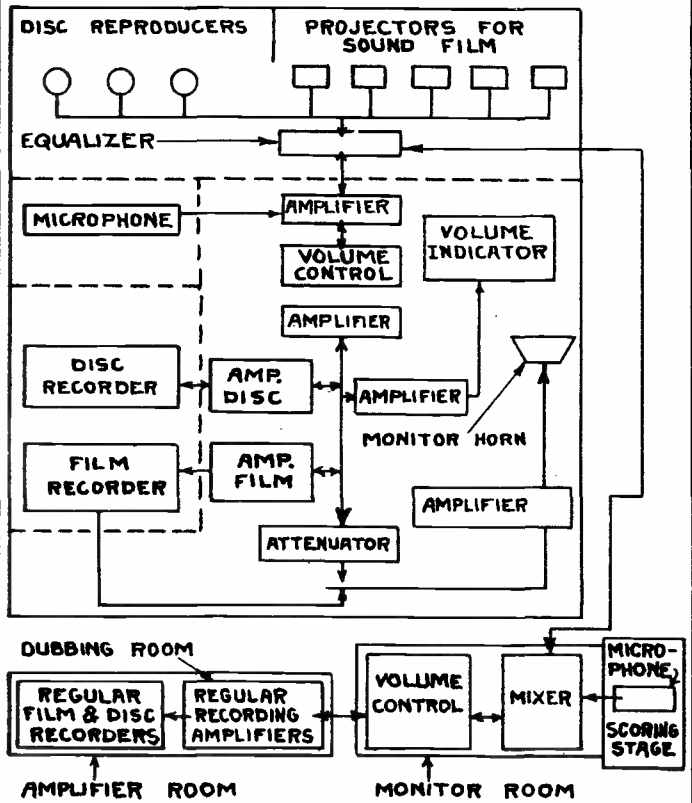 DISC REPRODUCERS
PROJECTORS FOR
SOUND FILM
EQUALIZER
MICROPHONE
AMPLIFIER
VOLUME
CONTROL
VOLUME
INDICATOR
AMPLIFIER
DISC
RECORDER
AMP.
DISC
AMPLIFIER
MONITOR HORN
FILM
RECORDER
AMP.
FILM
AMPLIFIER
ATTENUATOR
DUBBING ROOM
REGULAR
FILM & DISC
RECORDERS
REGULAR
RECORDING
AMPLIFIERS
VOLUME
CONTROL
MIXER
MICRO-
PHONE
SCORING
STAGE
AMPLIFIER ROOM
MONITOR ROOM